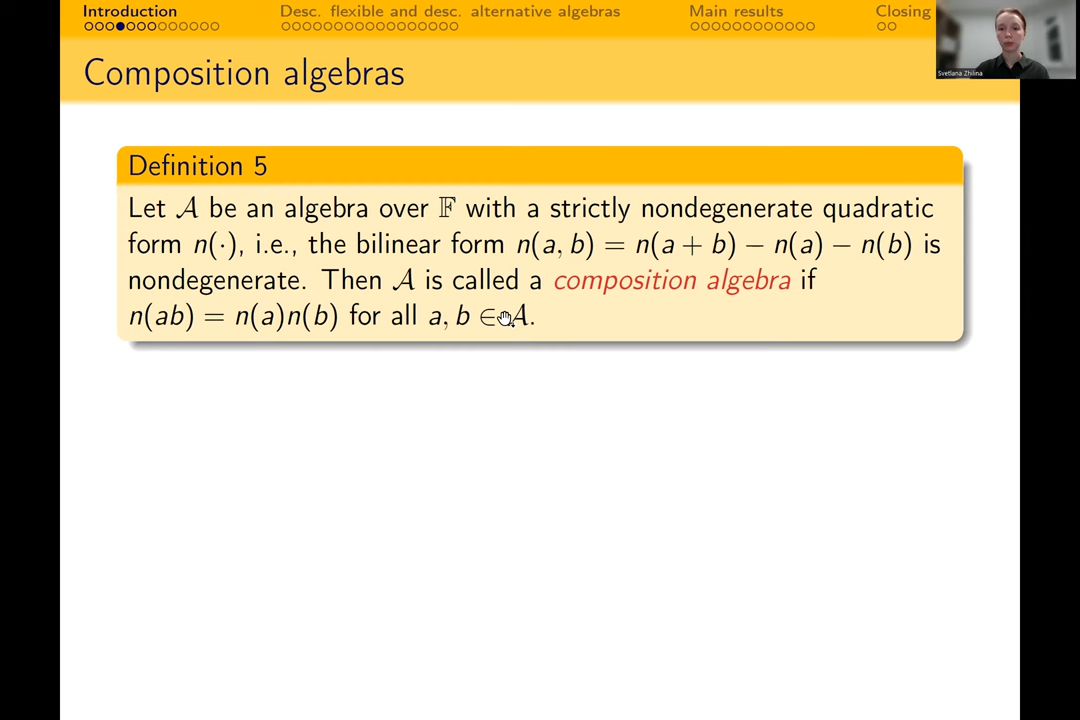 Introduction
Desc. flexible and desc. alternative algebras
Main results
Closing
Svetlana Zhilina
Composition algebras
Definition 5
Let 𝒜 be an algebra over 𝔽 with a strictly nondegenerate quadratic
form n(·), i.e., the bilinear form n(a, b) = n(a + b) − n(a) − n(b) is
nondegenerate. Then 𝒜 is called a composition algebra if
n(ab) = n(a)n(b) for all a, b ∈ 𝒜.